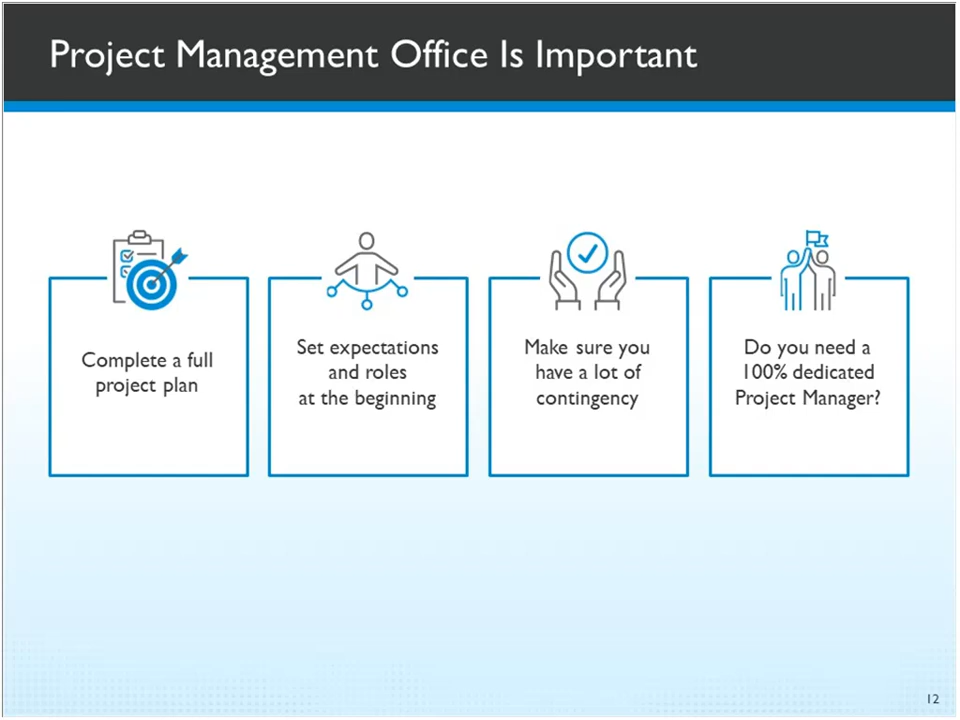 Project Management Office Is Important
Complete a full
project plan
Set expectations
and roles
at the beginning
Make sure you
have a lot of
contingency
Do you need a
100% dedicated
Project Manager?
12